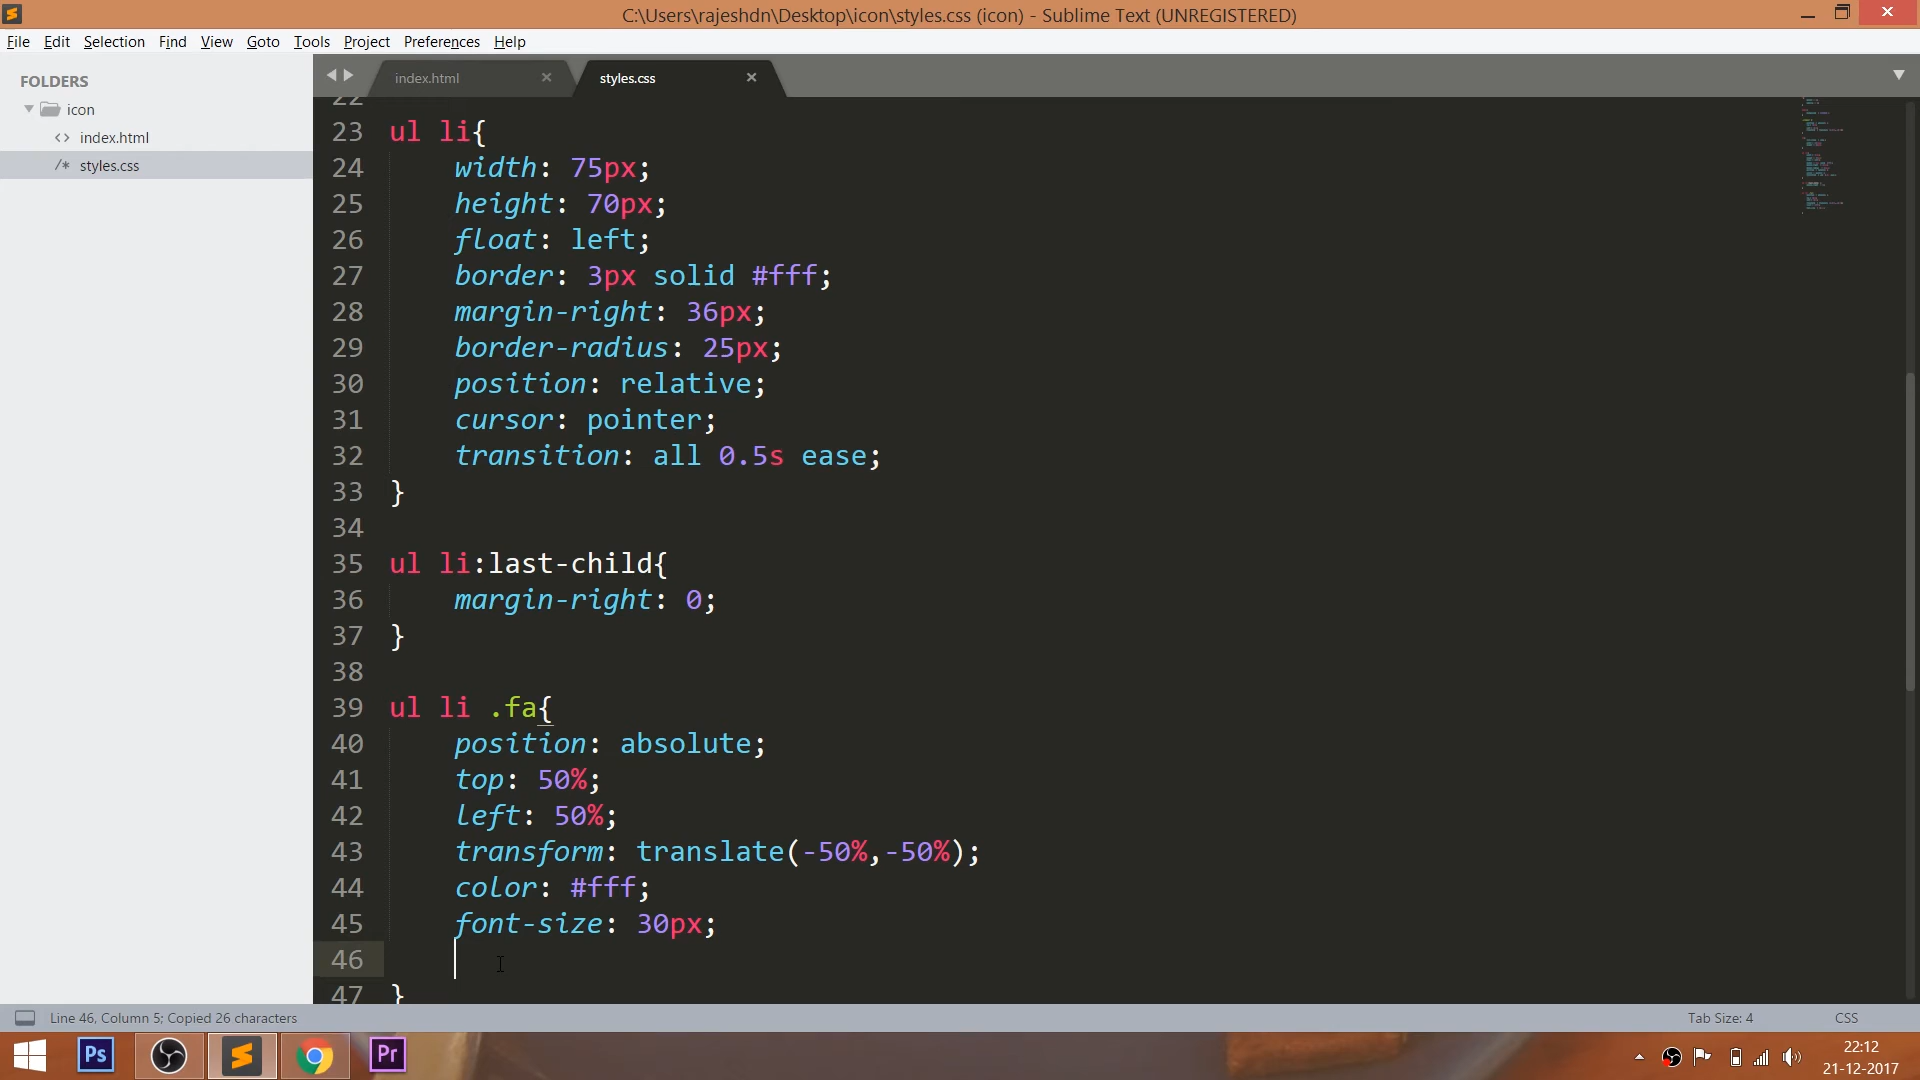 C:\Users\rajeshdn\Desktop\icon\styles.css (icon) - Sublime Text (UNREGISTERED)
File Edit Selection Find View Goto Tools Project Preferences Help
FOLDERS
icon
<> index.html
/* styles.css
index.html
styles.css
22
23 ul li{
24 width: 75px;
25 height: 70px;
26 float: left;
27 border: 3px solid #fff;
28 margin-right: 36px;
29 border-radius: 25px;
30 position: relative;
31 cursor: pointer;
32 transition: all 0.5s ease;
33 }
34
35 ul li:last-child{
36 margin-right: 0;
37 }
38
39 ul li .fa{
40 position: absolute;
41 top: 50%;
42 left: 50%;
43 transform: translate(-50%,-50%);
44 color: #fff;
45 font-size: 30px;
46
47 }
Line 46, Column 5; Copied 26 characters
Tab Size: 4
CSS
Ps
Pr
22:12
21-12-2017